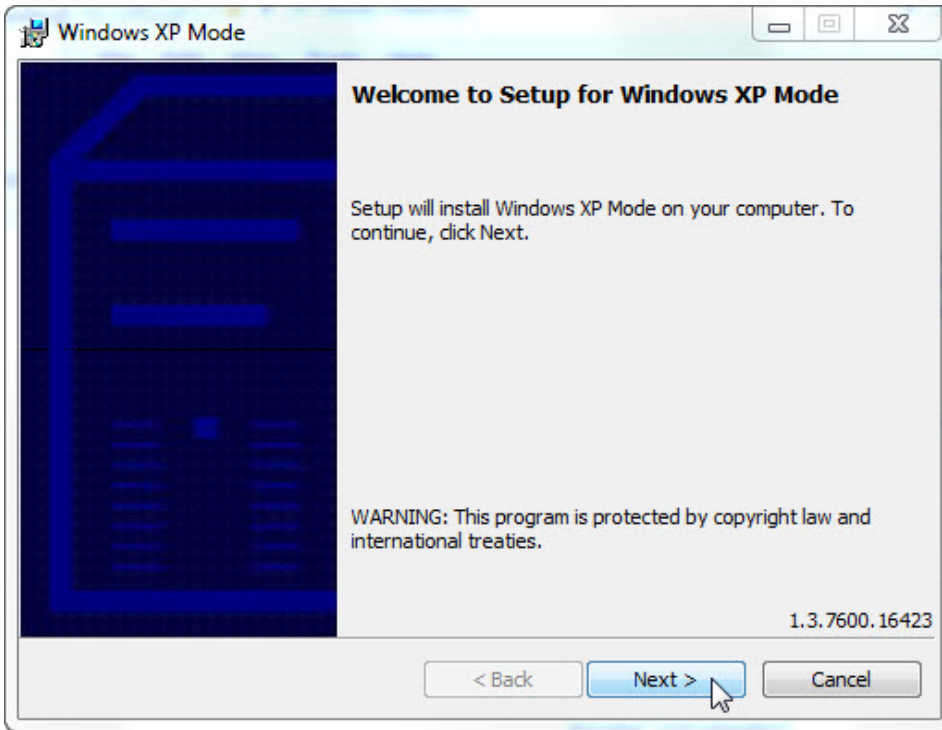 Windows XP Mode
Welcome to Setup for Windows XP Mode
Setup will install Windows XP Mode on your computer. To
continue, click Next.
WARNING: This program is protected by copyright law and
international treaties.
1.3.7600.16423
< Back Next > Cancel